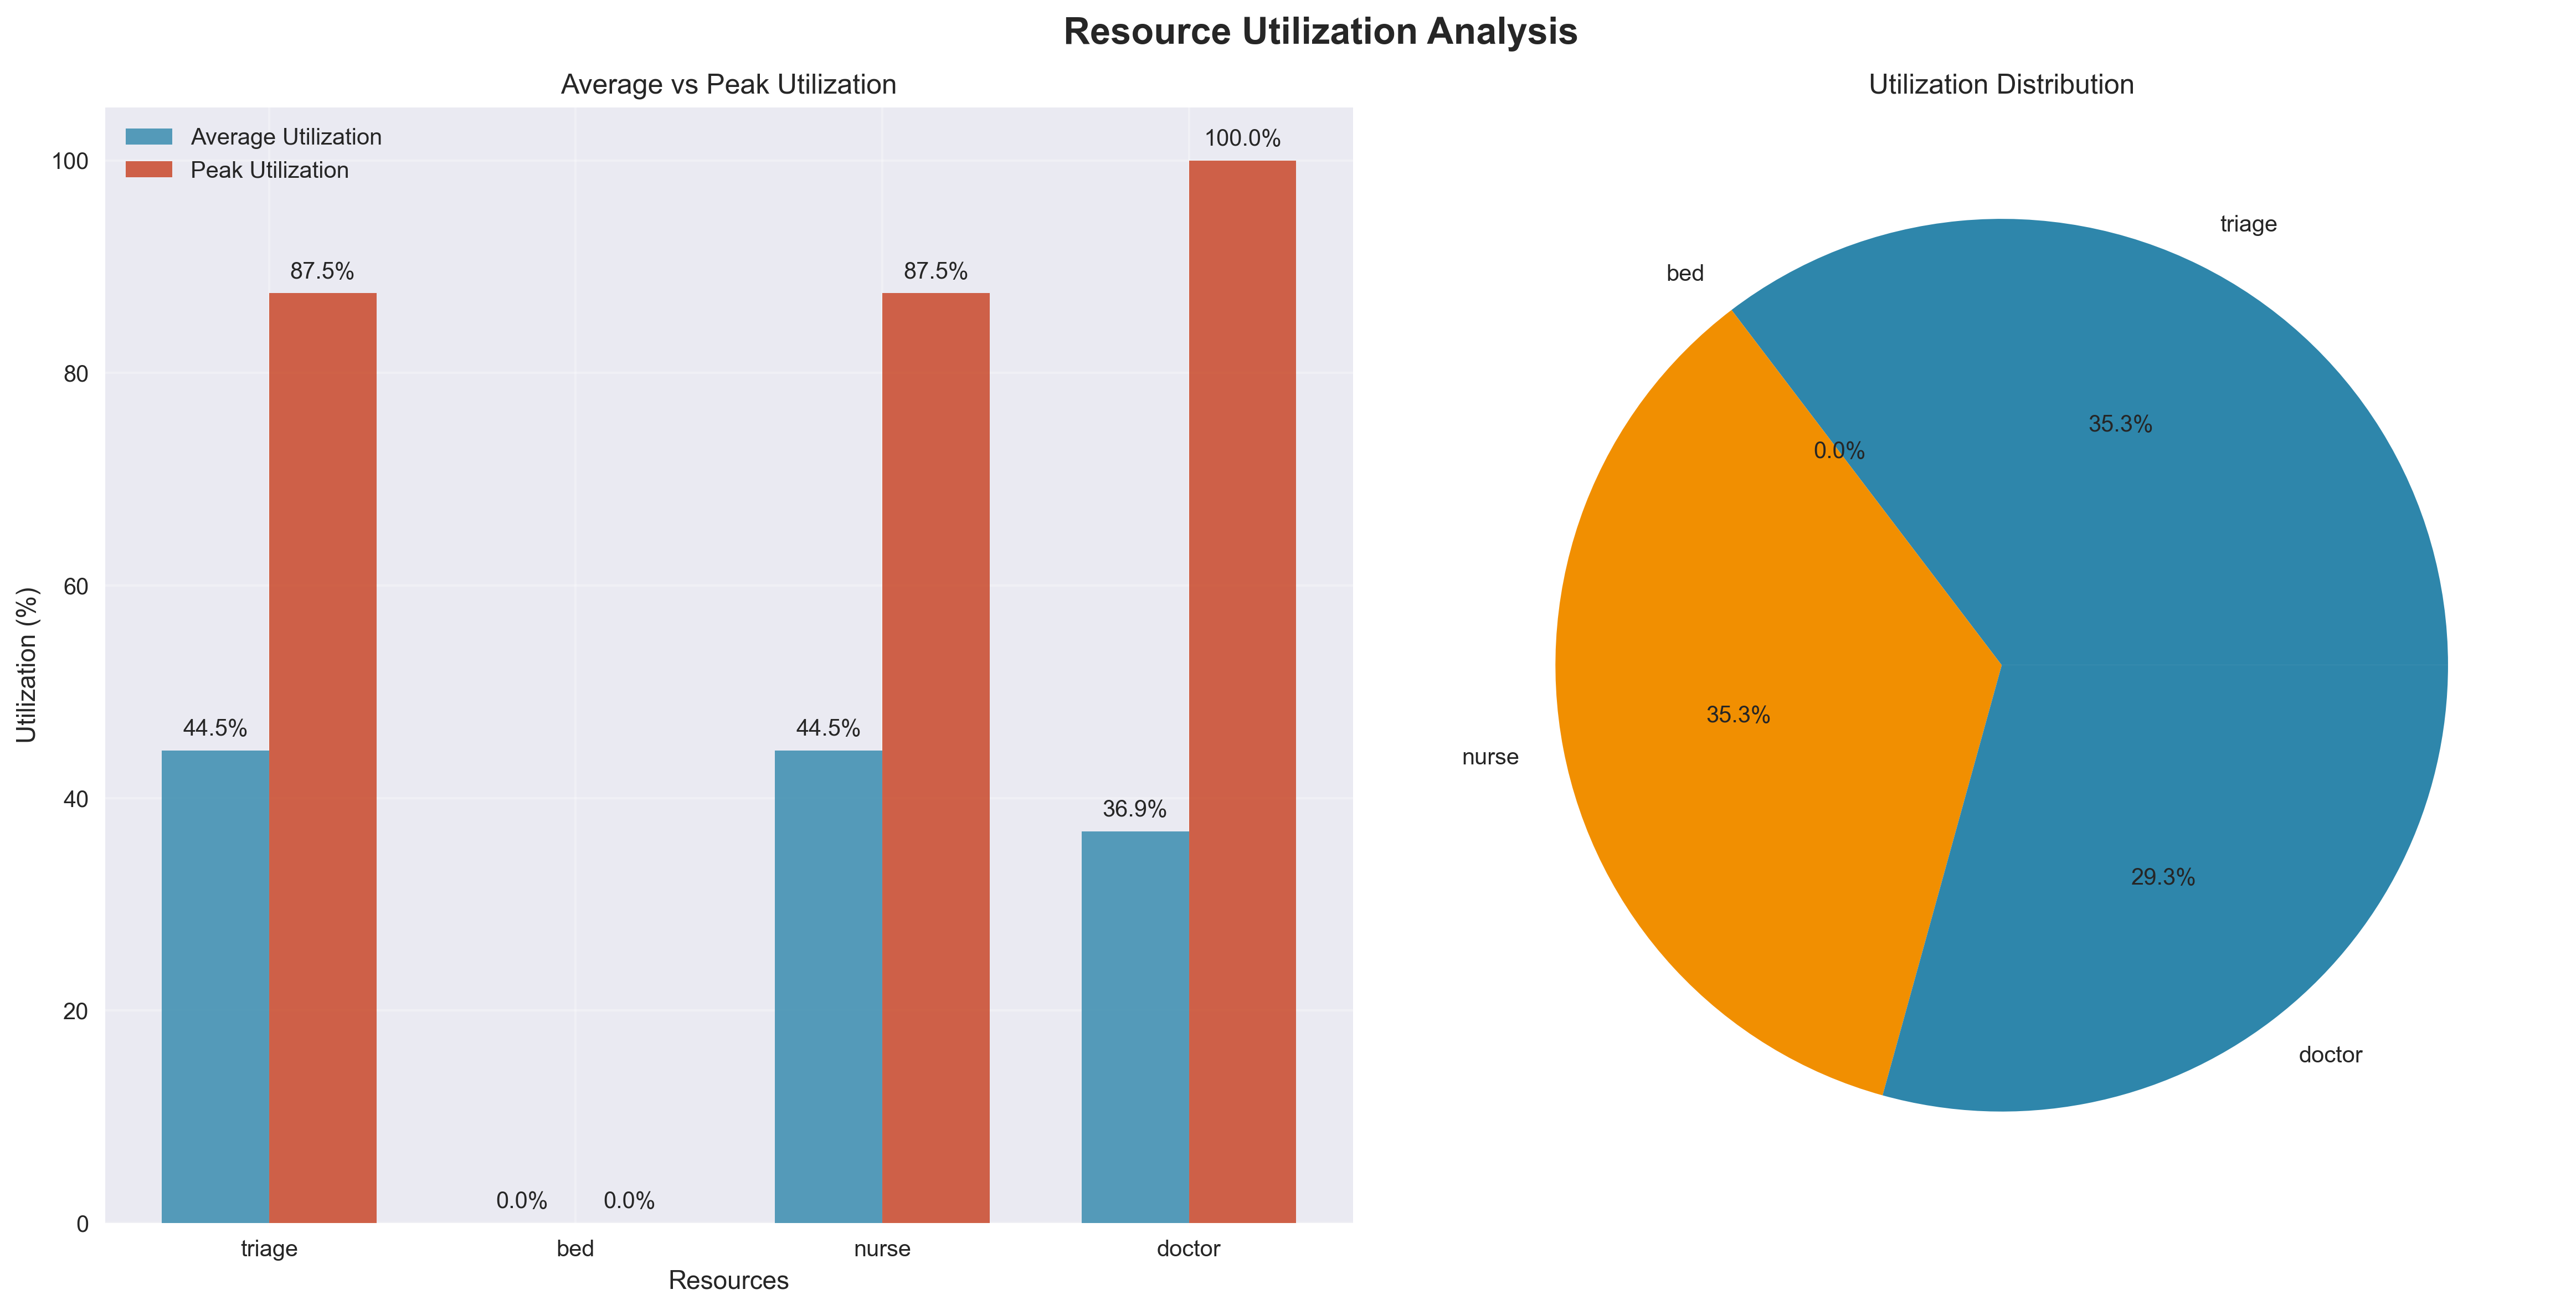 Resource Utilization Analysis
Average vs Peak Utilization
Average Utilization
Peak Utilization
Utilization (%)
100
80
60
40
20
0
44.5%
87.5%
0.0%
0.0%
44.5%
87.5%
36.9%
100.0%
triage
bed
nurse
doctor
Resources
Utilization Distribution
triage
35.3%
bed
0.0%
nurse
35.3%
doctor
29.3%